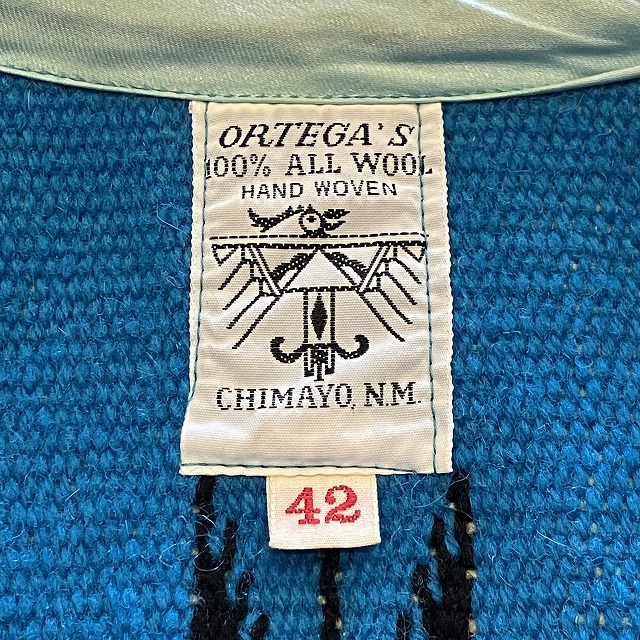 ORTEGA'S
100% ALL WOOL
HAND WOVEN
CHIMAYO, N.M.
42